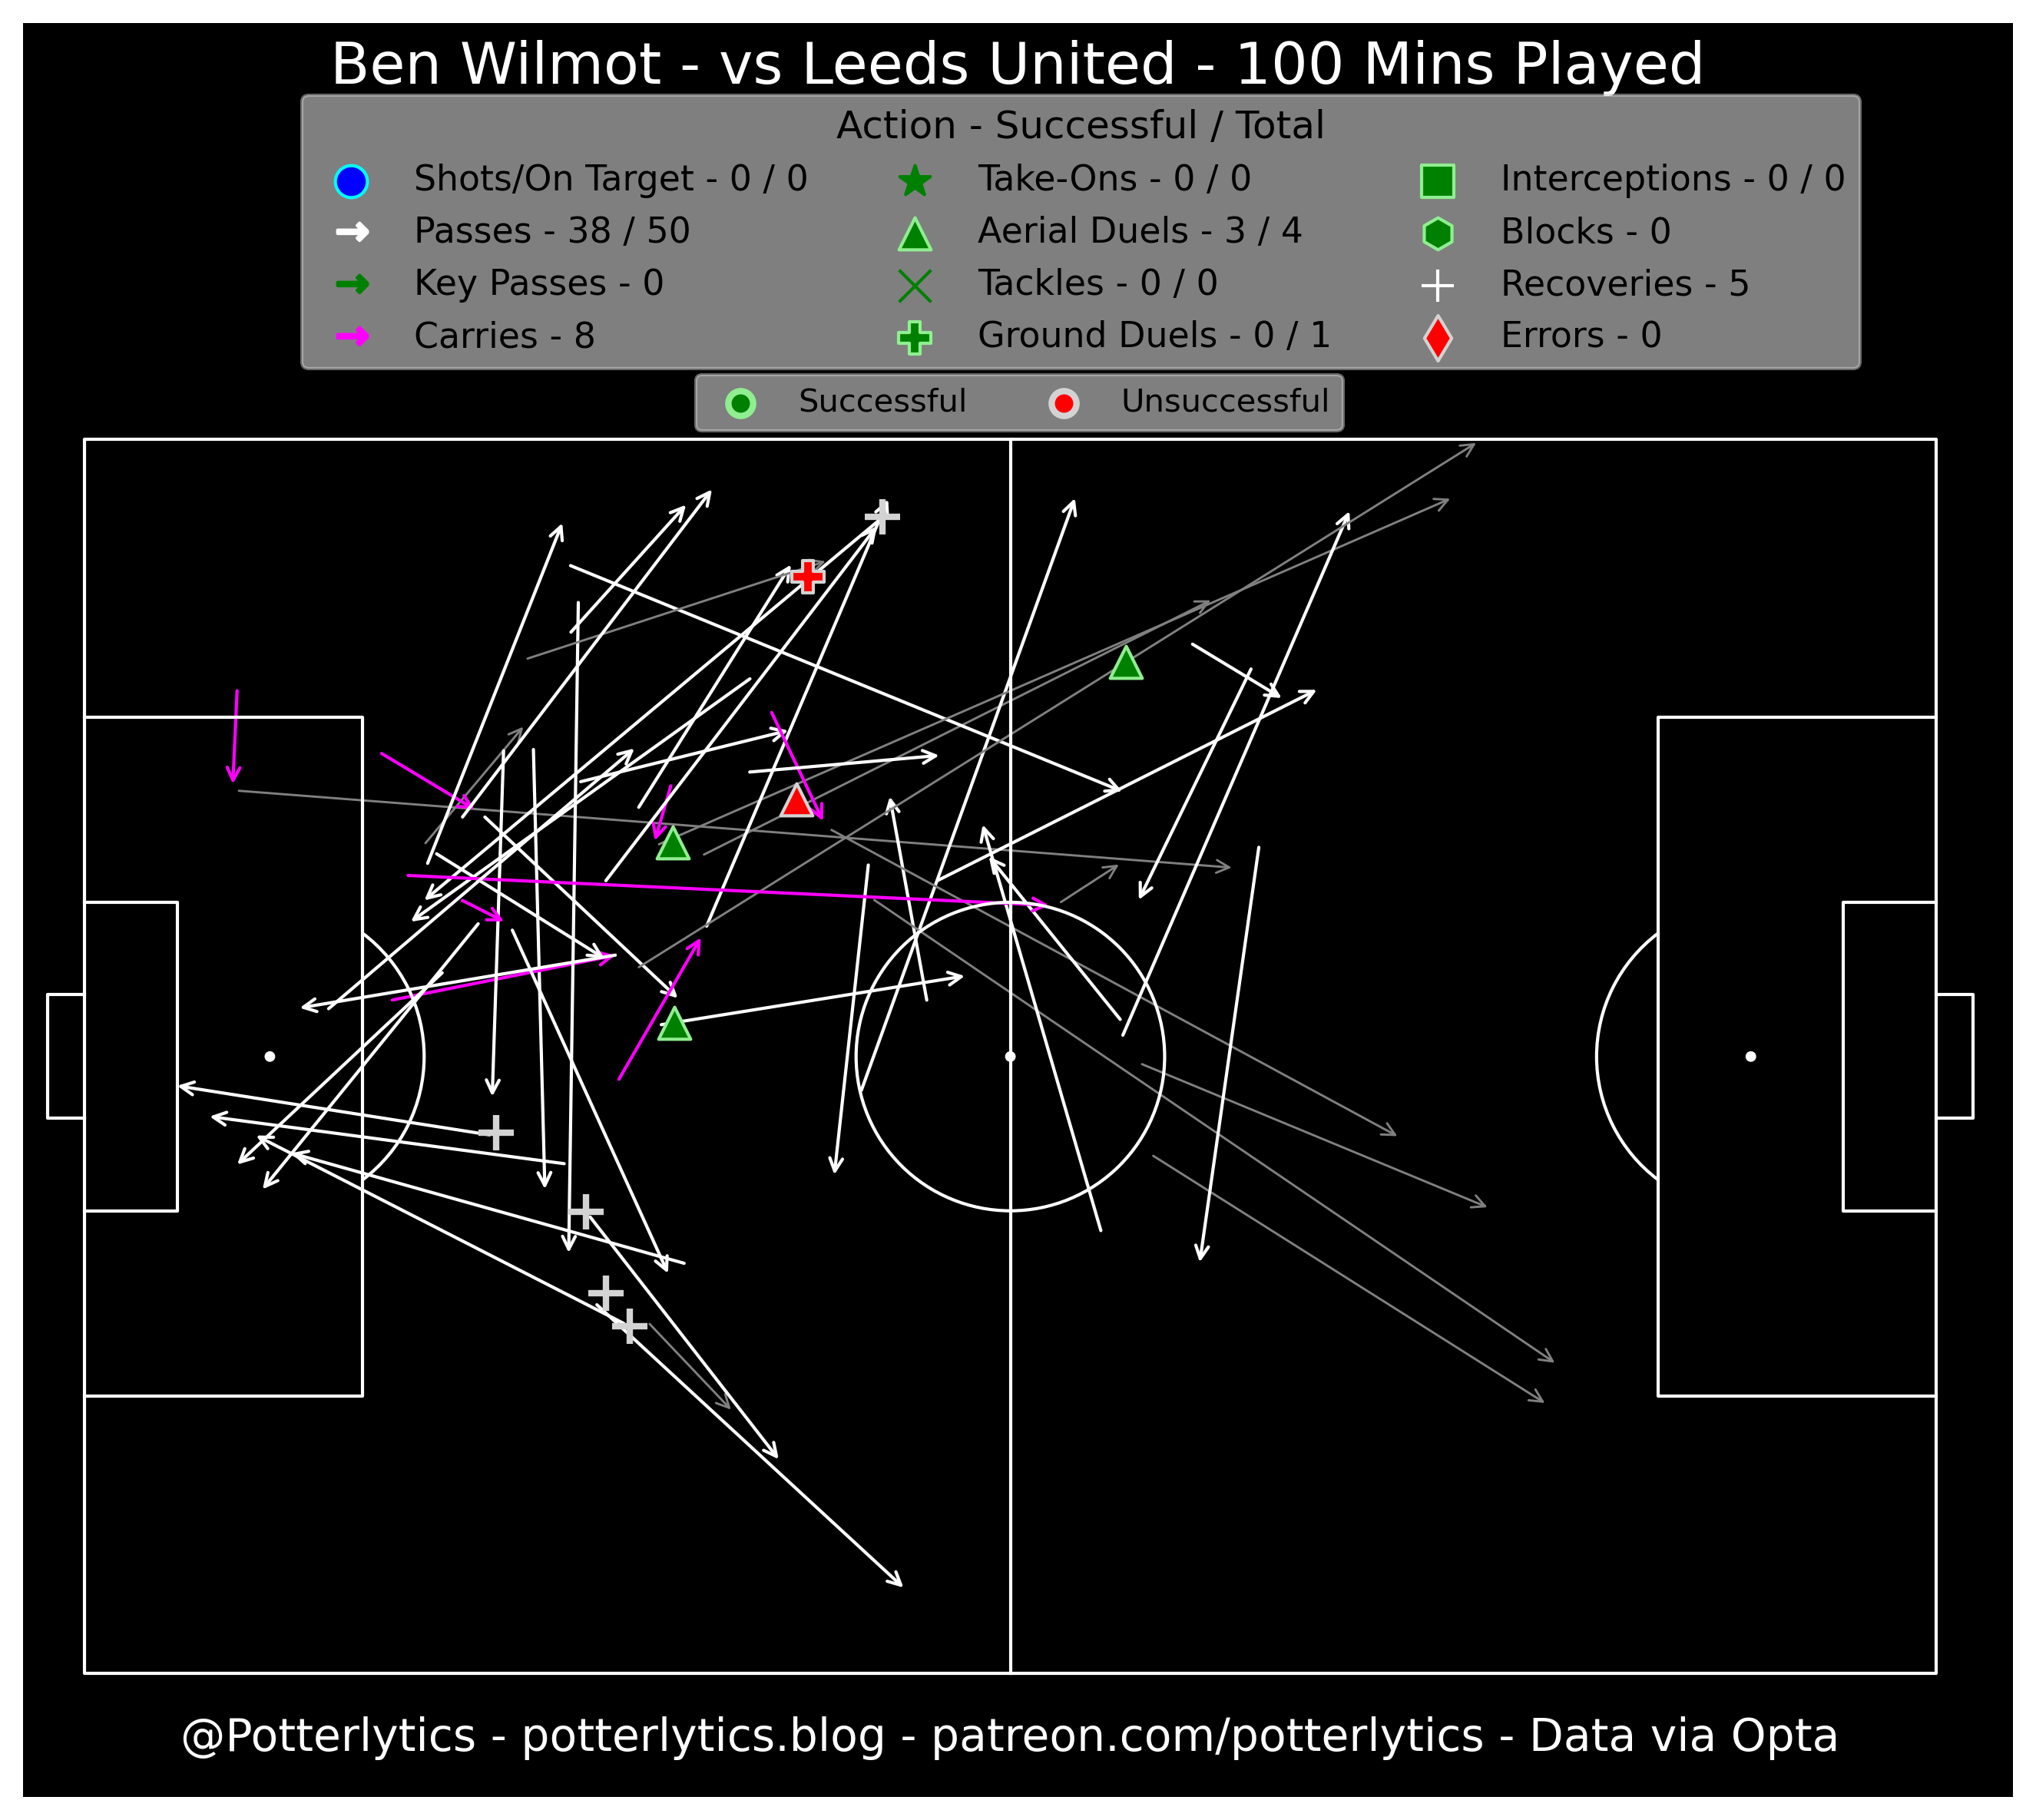 Ben Wilmot - vs Leeds United - 100 Mins Played
Action - Successful / Total
Shots/On Target - 0 / 0
Passes - 38 / 50
Key Passes - 0
Carries - 8
Take-Ons - 0 / 0
Aerial Duels - 3 / 4
Tackles - 0 / 0
Ground Duels - 0 / 1
Interceptions - 0 / 0
Blocks - 0
Recoveries - 5
Errors - 0
Successful
Unsuccessful
@Potterlytics - potterlytics.blog - patreon.com/potterlytics - Data via Opta